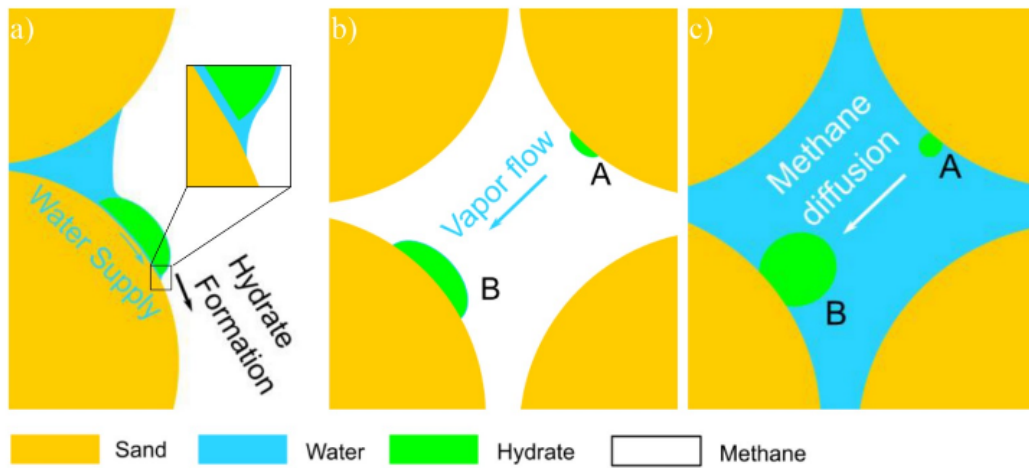 a)
Water Supply
Hydrate
Formation
b)
Vapor flow
A
B
c)
Methane
diffusion
A
B
Sand
Water
Hydrate
Methane